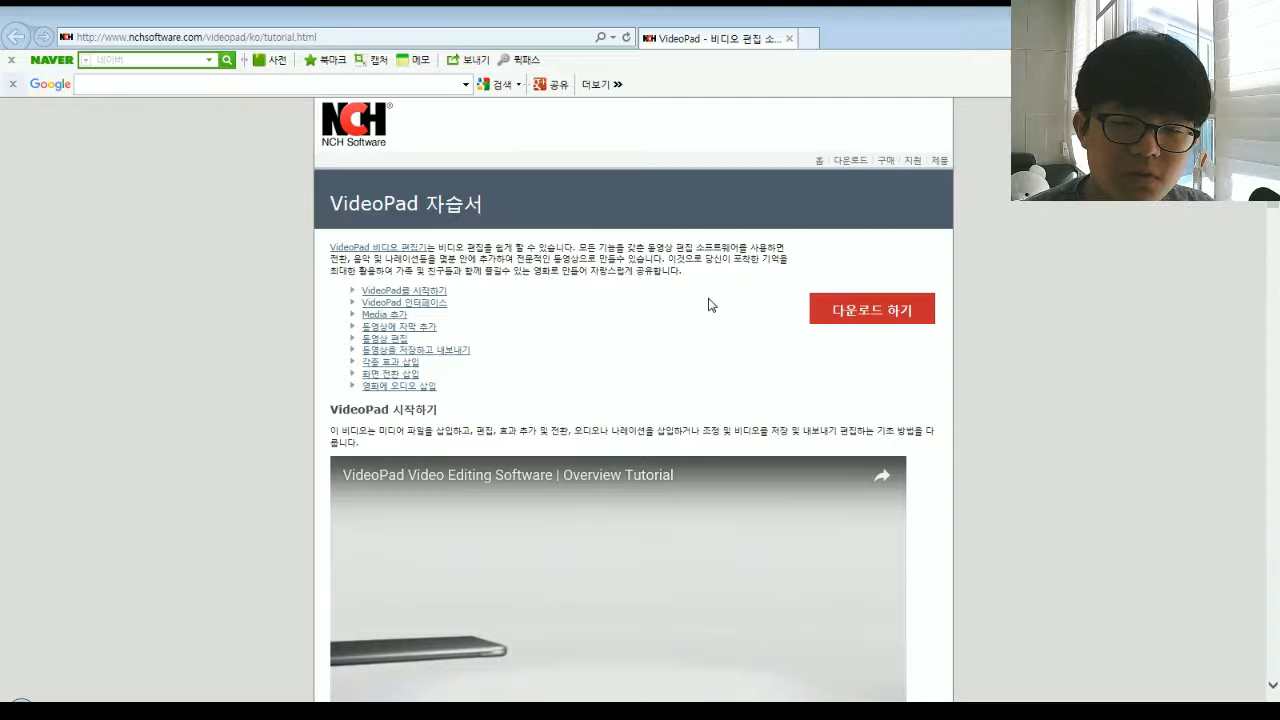 http://www.nchsoftware.com/videopad/ko/tutorial.html
VideoPad - 비디오 편집 소...
NAVER 네이버 사전 북마크 캡처 메모 보내기 퀵패스
Google 검색 공유 더보기 »
NCH®
NCH Software
홈 | 다운로드 | 구매 | 지원 | 제품
VideoPad 자습서
VideoPad 비디오 편집기는 비디오 편집을 쉽게 할 수 있습니다. 모든 기능을 갖춘 동영상 편집 소프트웨어를 사용하면
전환, 음악 및 나레이션등을 몇분 안에 추가하여 전문적인 동영상으로 만들수 있습니다. 이것으로 당신이 포착한 기억을
최대한 활용하여 가족 및 친구들과 함께 즐길수 있는 영화로 만들어 자랑스럽게 공유합니다.
VideoPad를 시작하기
VideoPad 인터페이스
Media 추가
동영상에 자막 추가
동영상 편집
동영상을 저장하고 내보내기
각종 효과 삽입
화면 전환 삽입
영화에 오디오 삽입
다운로드 하기
VideoPad 시작하기
이 비디오는 미디어 파일을 삽입하고, 편집, 효과 추가 및 전환, 오디오나 나레이션을 삽입하거나 조정 및 비디오를 저장 및 내보내기 편집하는 기초 방법을 다
룹니다.
VideoPad Video Editing Software | Overview Tutorial